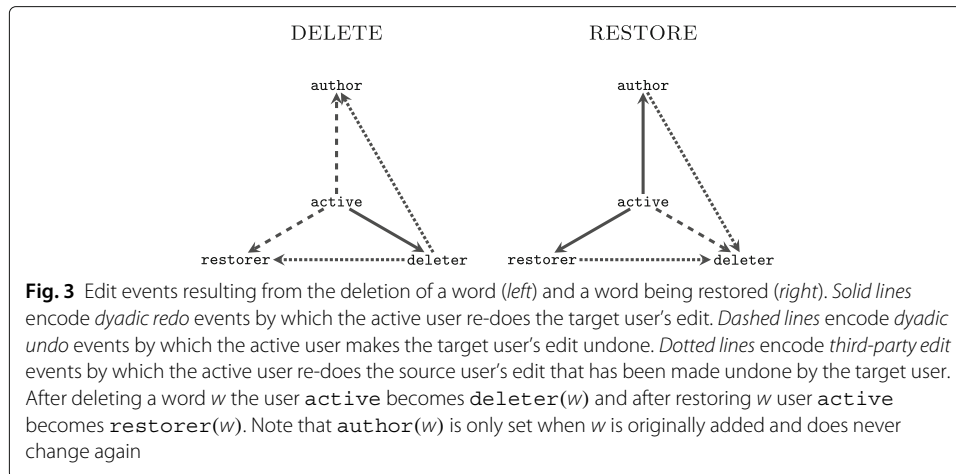 DELETE RESTORE
author author
active active
restorer deleter restorer deleter
Fig. 3 Edit events resulting from the deletion of a word (left) and a word being restored (right). Solid lines
encode dyadic redo events by which the active user re-does the target user's edit. Dashed lines encode dyadic
undo events by which the active user makes the target user's edit undone. Dotted lines encode third-party edit
events by which the active user re-does the source user's edit that has been made undone by the target user.
After deleting a word w the user active becomes deleter(w) and after restoring w user active
becomes restorer(w). Note that author(w) is only set when w is originally added and does never
change again